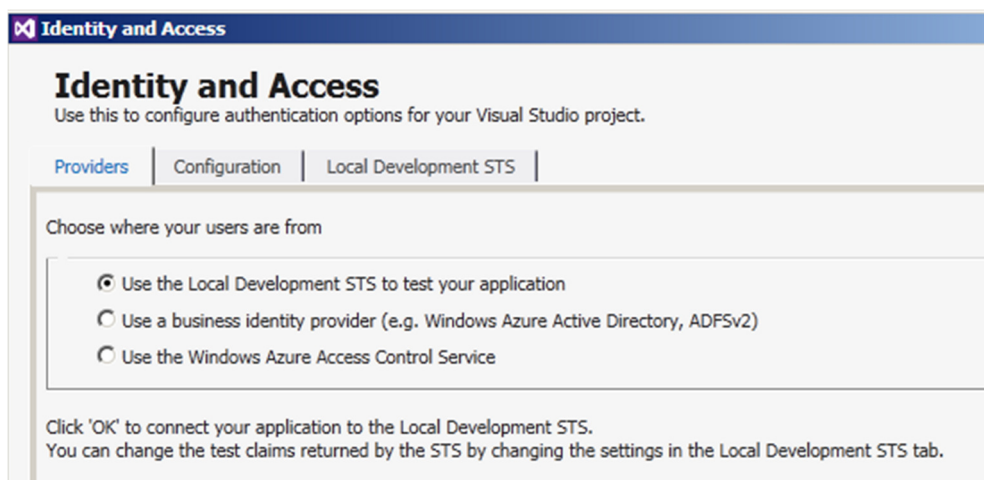 Identity and Access
Identity and Access
Use this to configure authentication options for your Visual Studio project.
Providers Configuration Local Development STS
Choose where your users are from
Use the Local Development STS to test your application
Use a business identity provider (e.g. Windows Azure Active Directory, ADFSv2)
Use the Windows Azure Access Control Service
Click 'OK' to connect your application to the Local Development STS.
You can change the test claims returned by the STS by changing the settings in the Local Development STS tab.